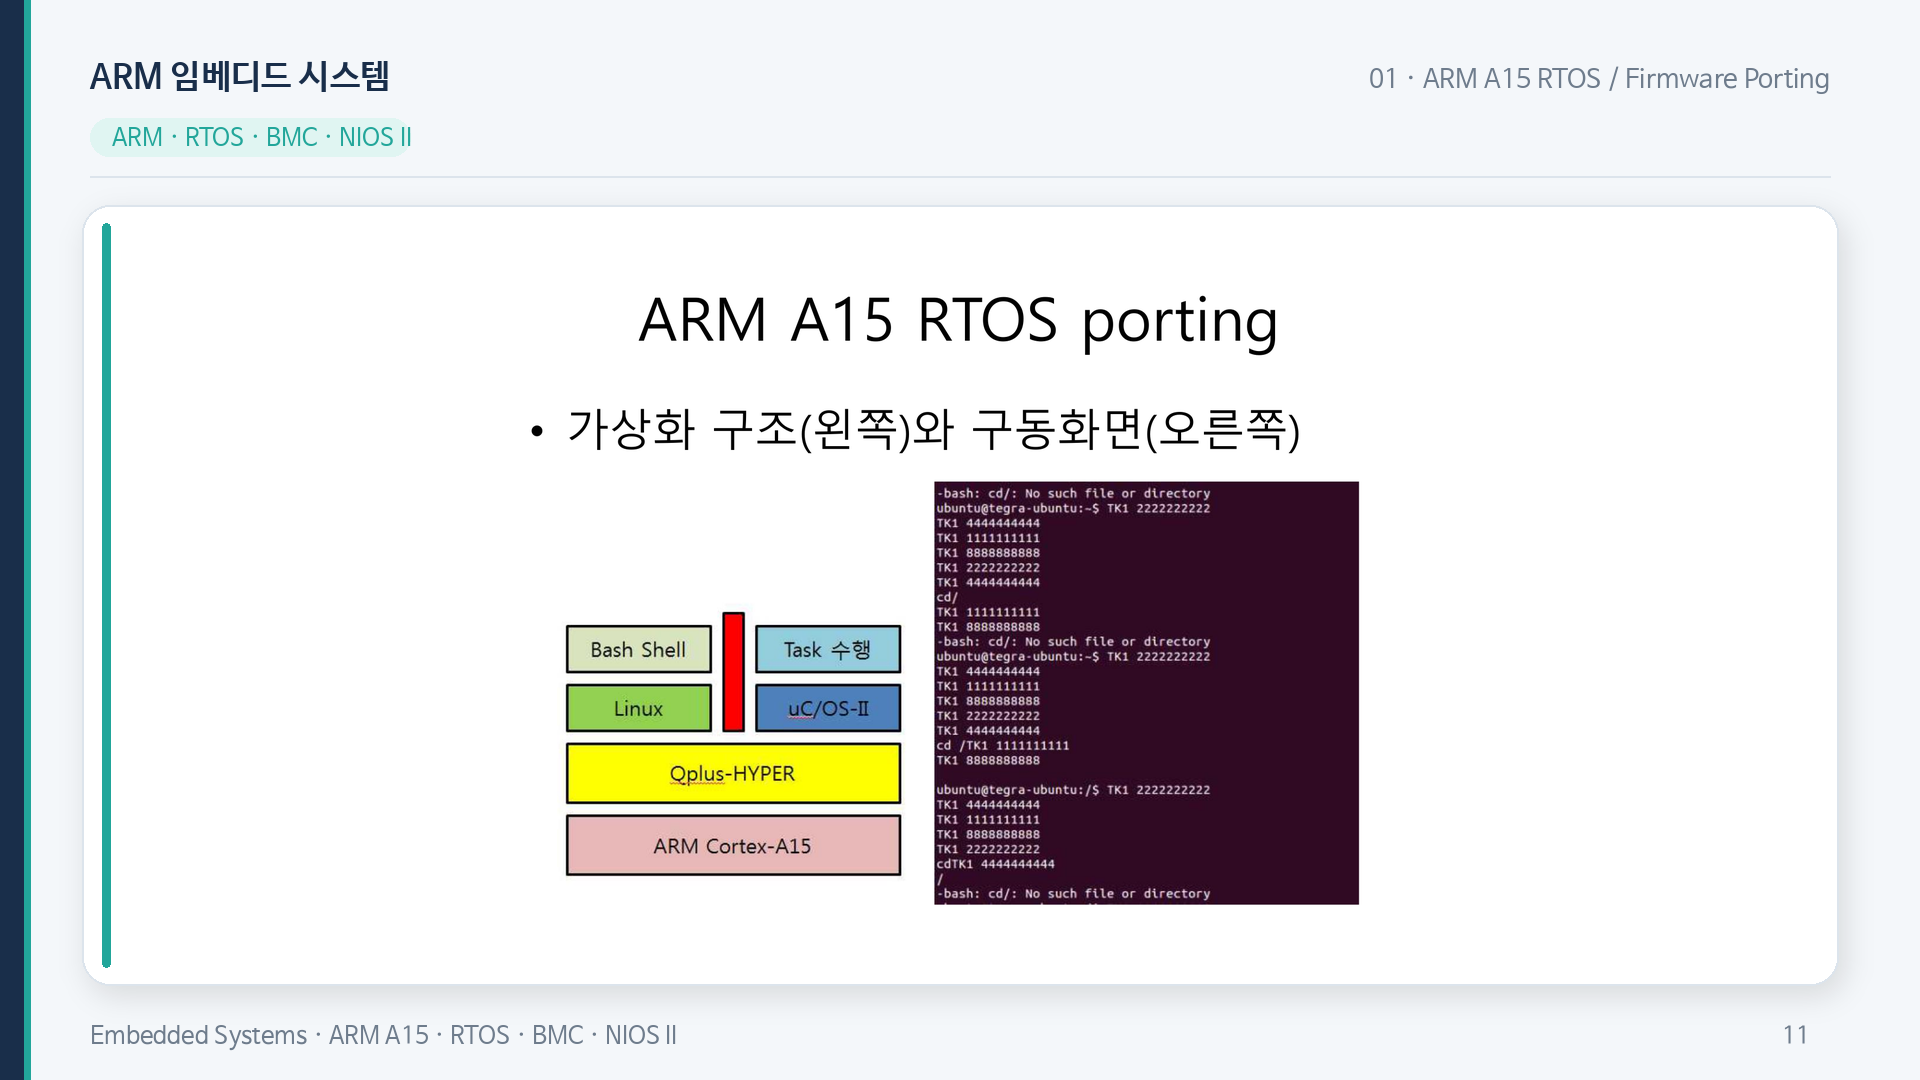 ARM 임베디드 시스템
01 · ARM A15 RTOS / Firmware Porting
ARM · RTOS · BMC · NIOS II
ARM A15 RTOS porting
• 가상화 구조(왼쪽)와 구동화면(오른쪽)
Bash Shell
Task 수행
Linux
uC/OS-II
Qplus-HYPER
ARM Cortex-A15
-bash: cd/: No such file or directory
ubuntu@tegra-ubuntu:~$ TK1 2222222222
TK1 4444444444
TK1 1111111111
TK1 8888888888
TK1 2222222222
TK1 4444444444
cd/
TK1 1111111111
TK1 8888888888
-bash: cd/: No such file or directory
ubuntu@tegra-ubuntu:~$ TK1 2222222222
TK1 4444444444
TK1 1111111111
TK1 8888888888
TK1 2222222222
TK1 4444444444
cd /TK1 1111111111
TK1 8888888888
ubuntu@tegra-ubuntu:/$ TK1 2222222222
TK1 4444444444
TK1 1111111111
TK1 8888888888
TK1 2222222222
cdTK1 4444444444
/
-bash: cd/: No such file or directory
Embedded Systems · ARM A15 · RTOS · BMC · NIOS II
11